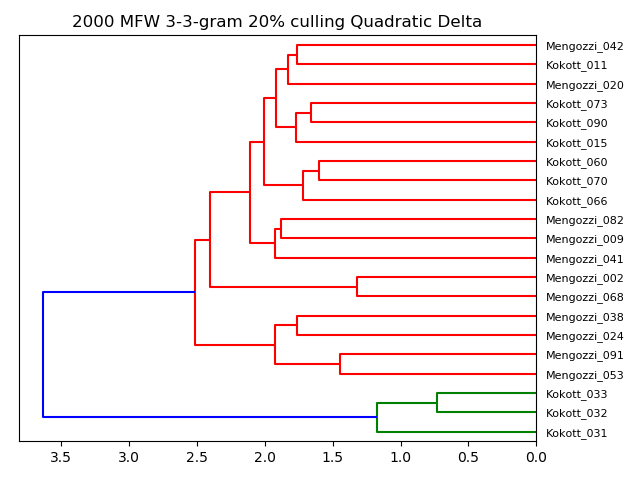 2000 MFW 3-3-gram 20% culling Quadratic Delta
Mengozzi_042
Kokott_011
Mengozzi_020
Kokott_073
Kokott_090
Kokott_015
Kokott_060
Kokott_070
Kokott_066
Mengozzi_082
Mengozzi_009
Mengozzi_041
Mengozzi_002
Mengozzi_068
Mengozzi_038
Mengozzi_024
Mengozzi_091
Mengozzi_053
Kokott_033
Kokott_032
Kokott_031
3.5 3.0 2.5 2.0 1.5 1.0 0.5 0.0